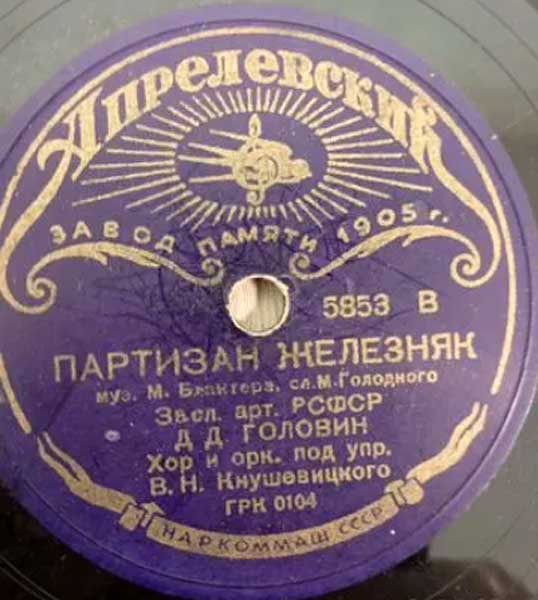 Апрелевский
ЗАВОД ПАМЯТИ 1905 г.
5853 В
ПАРТИЗАН ЖЕЛЕЗНЯК
муз. М. Блантера, сл. М. Голодного
Засл. арт. РСФСР
Д. Д. ГОЛОВИН
Хор и орк. под упр.
В. Н. Кнушевицкого
ГРК 0104
НАРКОММАШ СССР